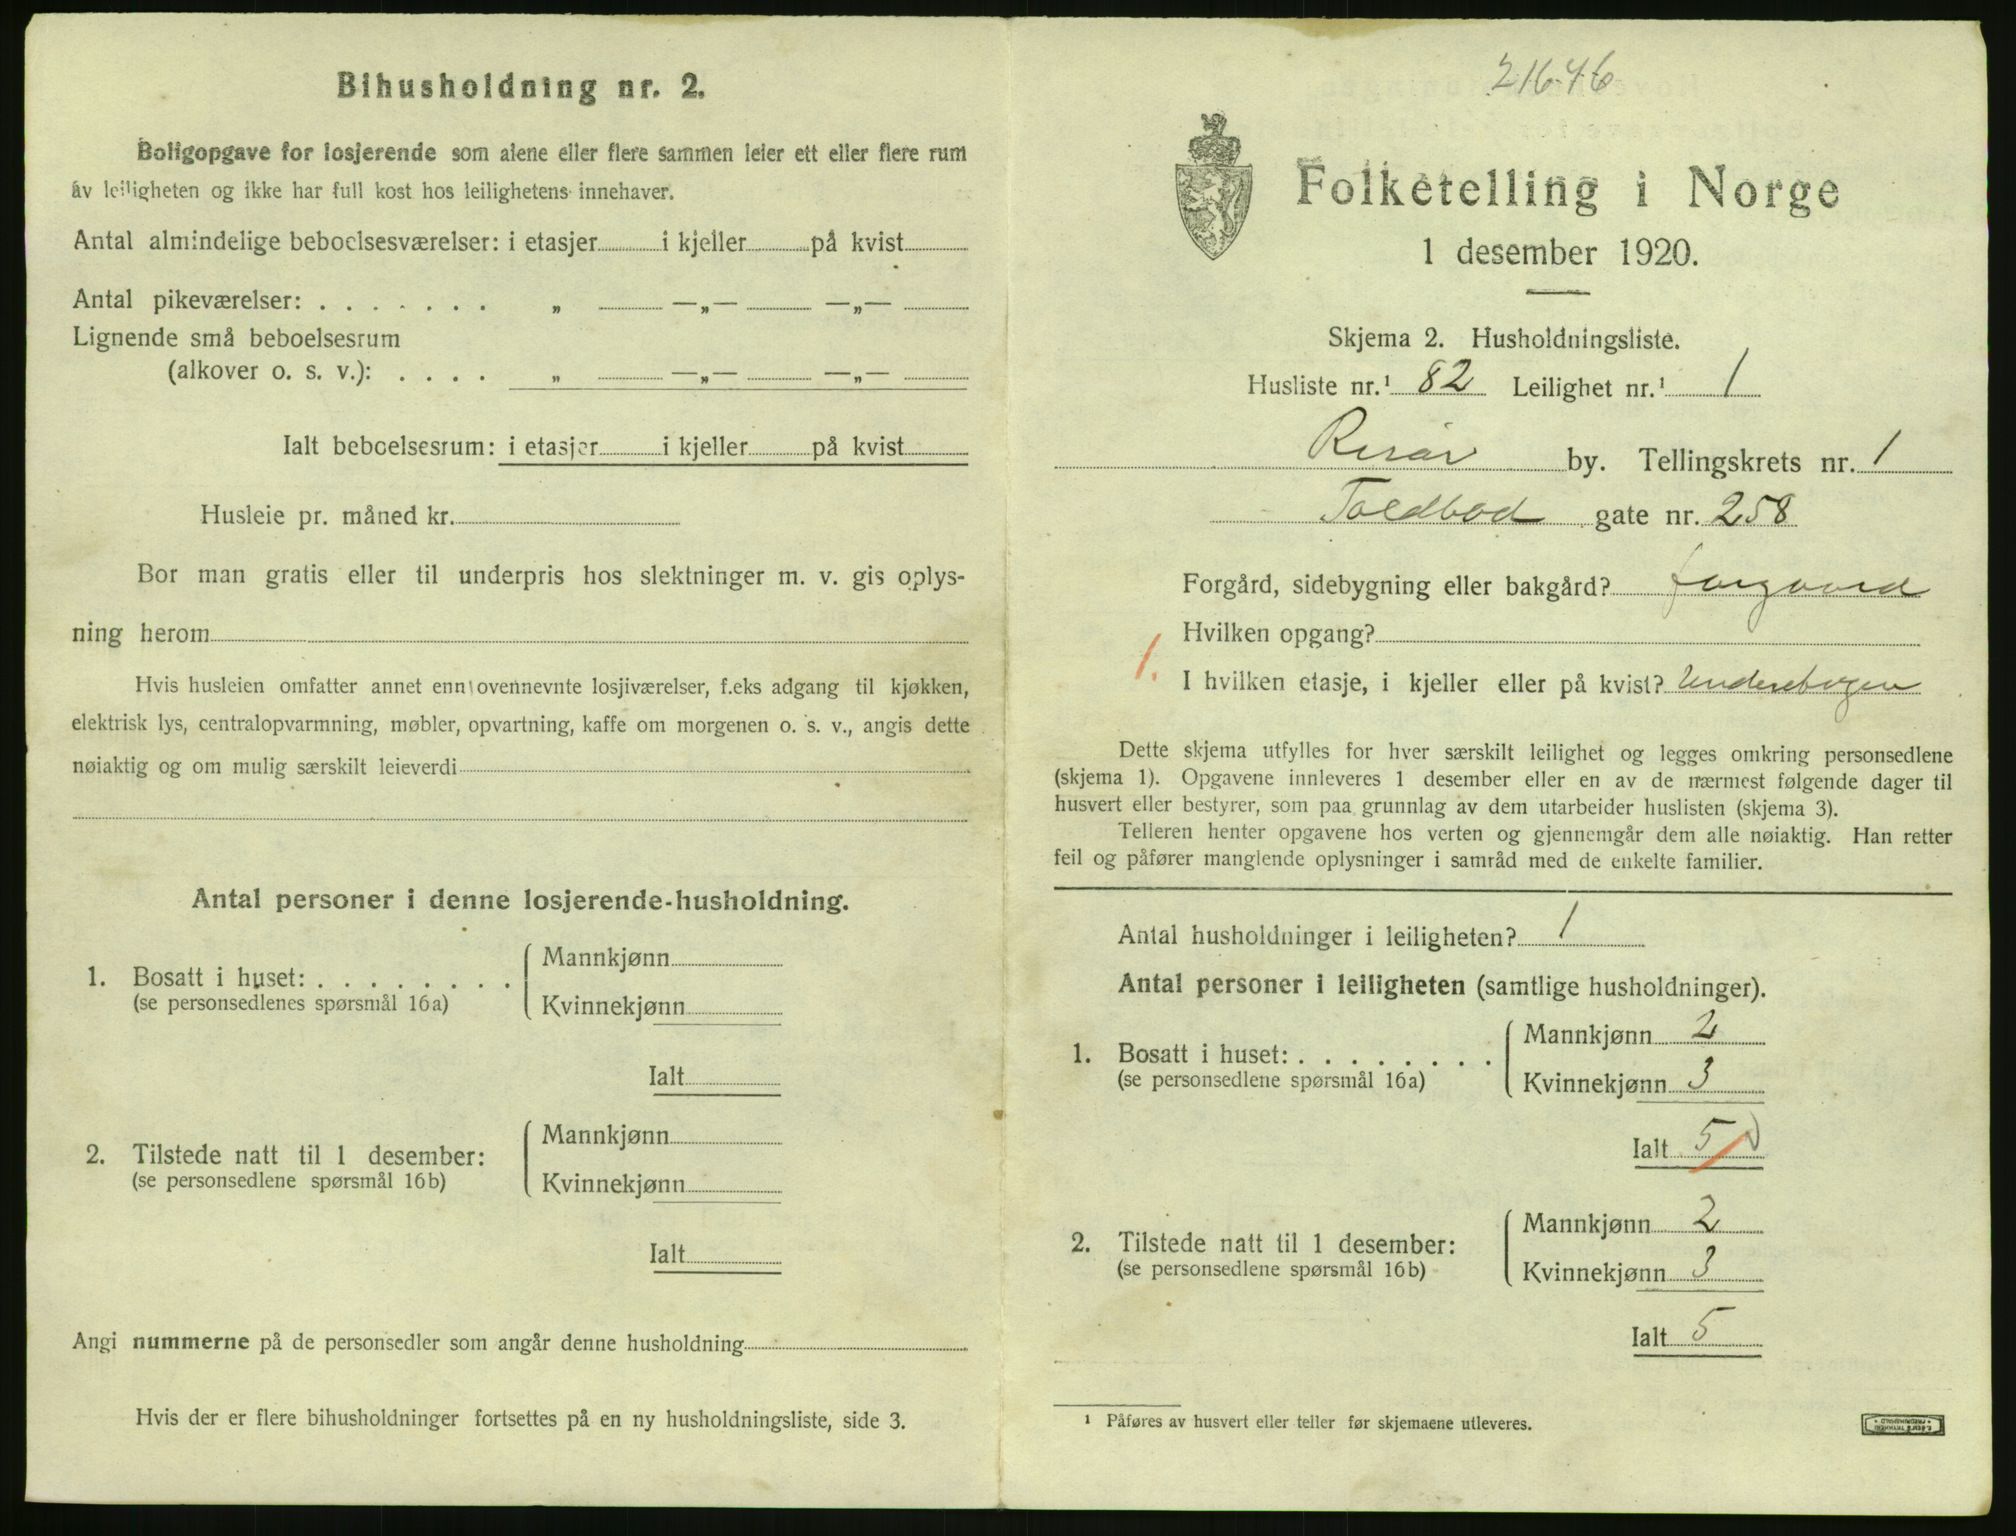 Bihusholdning nr. 2.
Boligopgave for losjerende som alene eller flere sammen leier ett eller flere rum
av leiligheten og ikke har full kost hos leilighetens innehaver.
Antal almindelige beboelsesværelser: i etasjer i kjeller på kvist
Antal pikeværelser: . . . . . . . „ —„— —„—
Lignende små beboelsesrum
(alkover o. s. v.): . . . . „ —„— —„—
Ialt beboelsesrum: i etasjer i kjeller på kvist
Husleie pr. måned kr.
Bor man gratis eller til underpris hos slektninger m. v. gis oplys-
ning herom
Hvis husleien omfatter annet enn ovennevnte losjiværelser, f.eks adgang til kjøkken,
elektrisk lys, centralopvarmning, møbler, opvartning, kaffe om morgenen o. s. v., angis dette
nøiaktig og om mulig særskilt leieverdi
Antal personer i denne losjerende-husholdning.
1. Bosatt i huset: . . . . . . . .
(se personsedlenes spørsmål 16a)
Mannkjønn
Kvinnekjønn
Ialt
2. Tilstede natt til 1 desember:
(se personsedlene spørsmål 16b)
Mannkjønn
Kvinnekjønn
Ialt
Angi nummerne på de personsedler som angår denne husholdning
Hvis der er flere bihusholdninger fortsettes på en ny husholdningsliste, side 3.
21646
Folketelling i Norge
1 desember 1920.
Skjema 2. Husholdningsliste.
Husliste nr.¹ 82 Leilighet nr.¹ 1
Risør by. Tellingskrets nr. 1
Toldbod gate nr. 258
Forgård, sidebygning eller bakgård? forgaard
Hvilken opgang?
1. I hvilken etasje, i kjeller eller på kvist?
Dette skjema utfylles for hver særskilt leilighet og legges omkring personsedlene
(skjema 1). Opgavene innleveres 1 desember eller en av de nærmest følgende dager til
husvert eller bestyrer, som paa grunnlag av dem utarbeider huslisten (skjema 3).
Telleren henter opgavene hos verten og gjennemgår dem alle nøiaktig. Han retter
feil og påfører manglende oplysninger i samråd med de enkelte familier.
Antal husholdninger i leiligheten? 1
Antal personer i leiligheten (samtlige husholdninger).
1. Bosatt i huset: . . . . . . . .
(se personsedlene spørsmål 16a)
Mannkjønn 2
Kvinnekjønn 3
Ialt 5
2. Tilstede natt til 1 desember:
(se personsedlene spørsmål 16b)
Mannkjønn 2
Kvinnekjønn 3
Ialt 5
¹ Påføres av husvert eller teller før skjemaene utleveres.